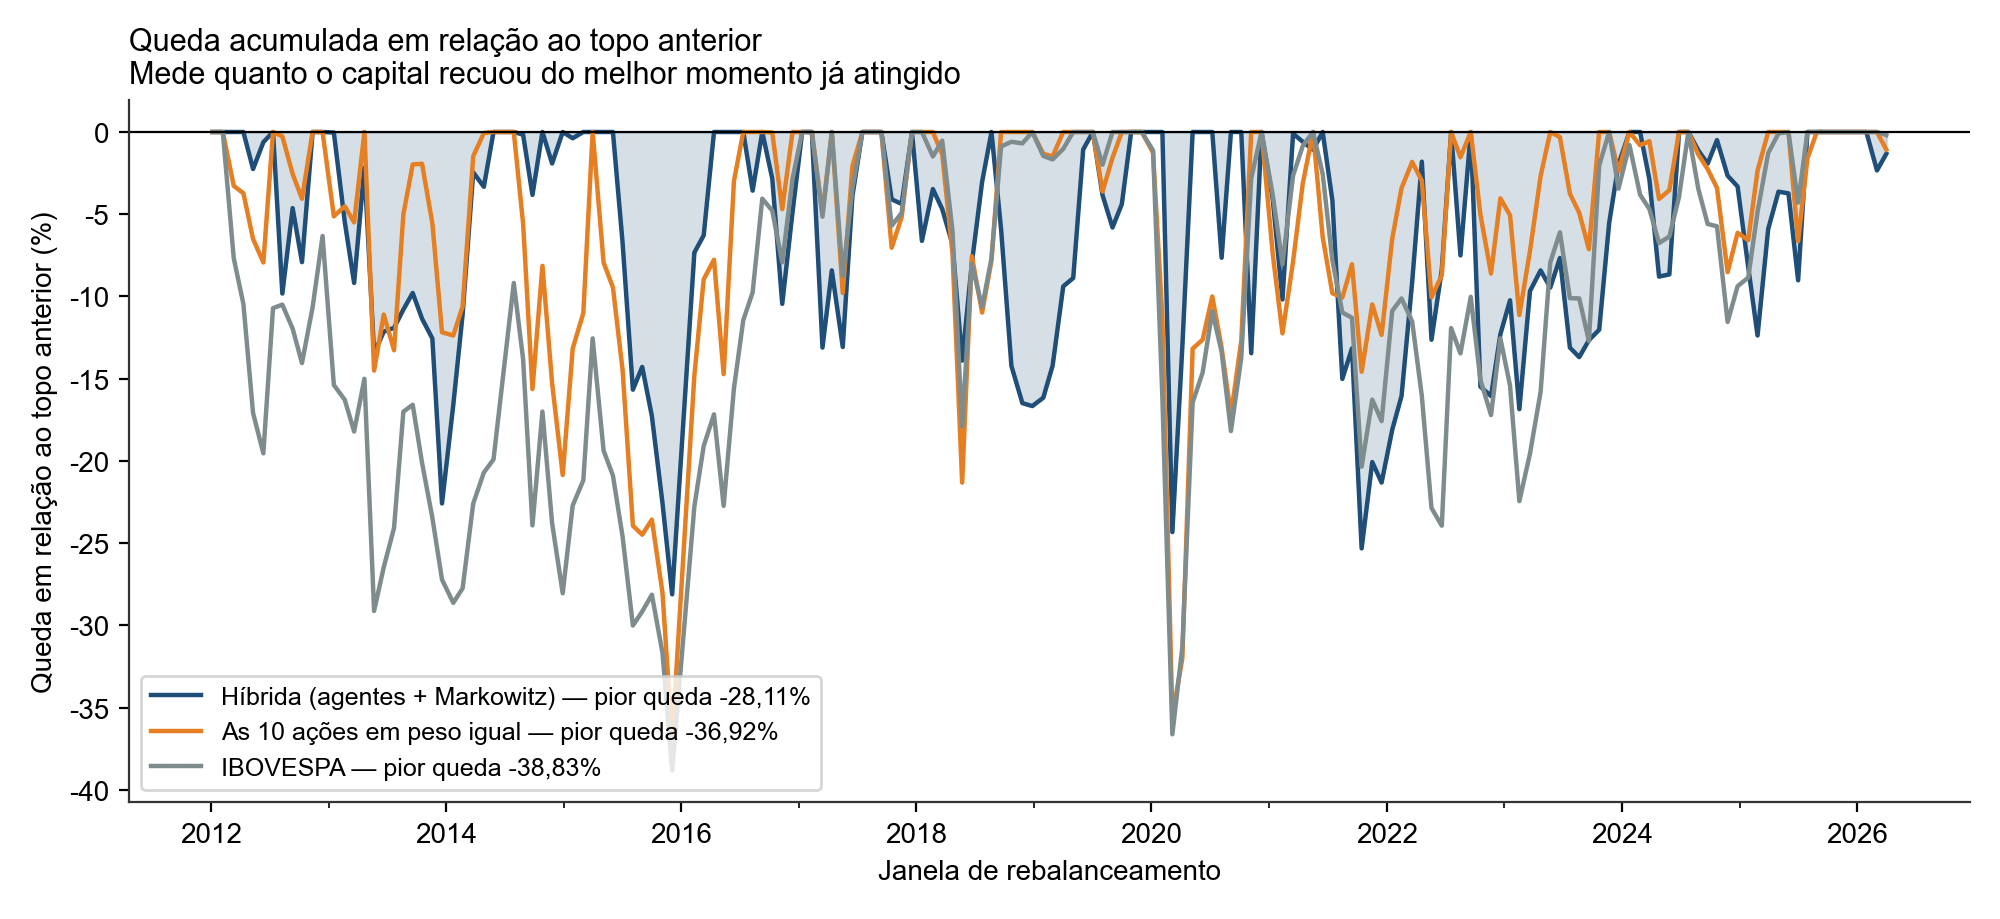 Queda acumulada em relação ao topo anterior
Mede quanto o capital recuou do melhor momento já atingido
Queda em relação ao topo anterior (%)
0
-5
-10
-15
-20
-25
-30
-35
-40
Híbrida (agentes + Markowitz) — pior queda -28,11%
As 10 ações em peso igual — pior queda -36,92%
IBOVESPA — pior queda -38,83%
2012
2014
2016
2018
2020
2022
2024
2026
Janela de rebalanceamento